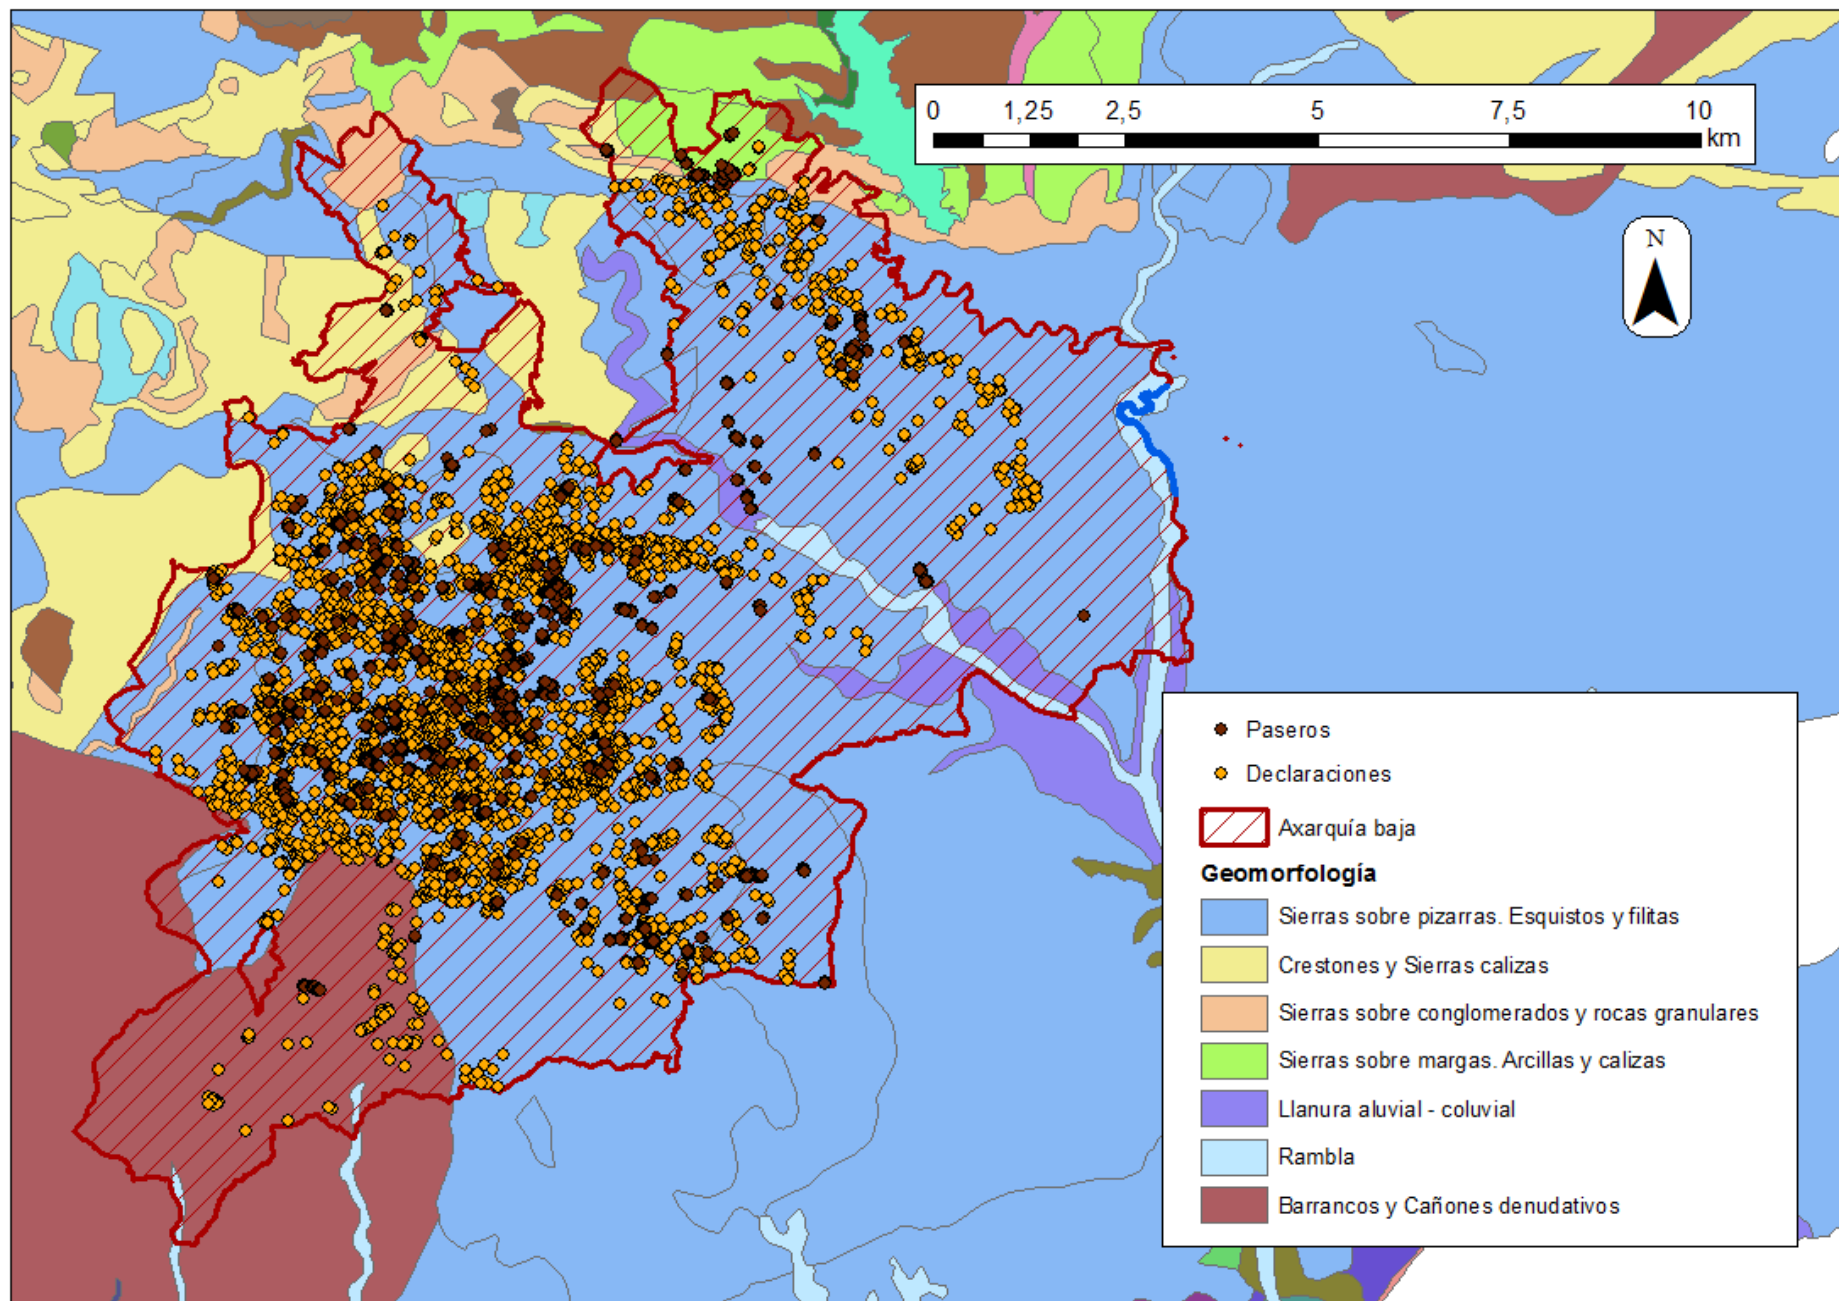 0 1,25 2,5 5 7,5 10
km
N
Paseros
Declaraciones
Axarquía baja
Geomorfología
Sierras sobre pizarras. Esquistos y filitas
Crestones y Sierras calizas
Sierras sobre conglomerados y rocas granulares
Sierras sobre margas. Arcillas y calizas
Llanura aluvial - coluvial
Rambla
Barrancos y Cañones denudativos